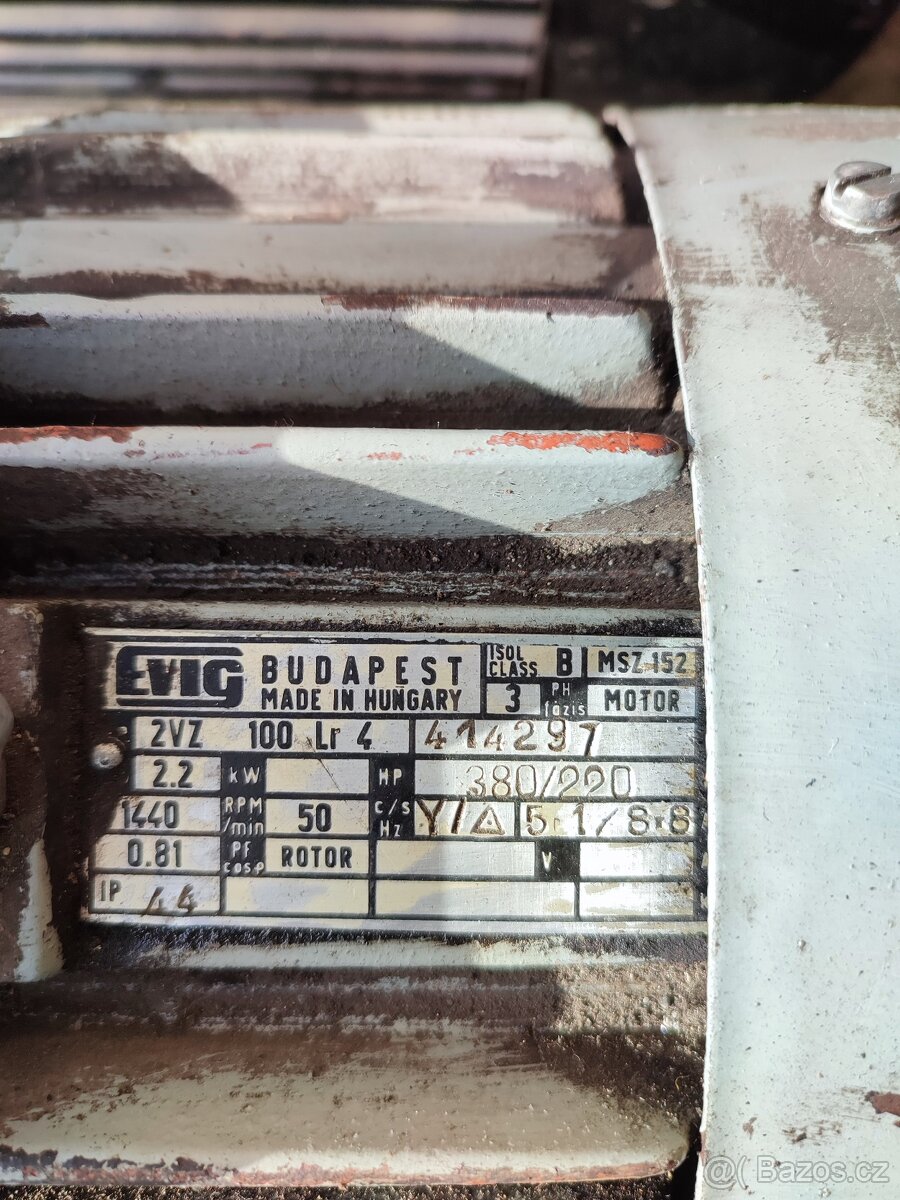 EVIG BUDAPEST ISOL CLASS B MSZ 152
MADE IN HUNGARY 3 PH fázis MOTOR
2VZ 100 Lr 4 414297
2.2 kW HP 380/220
1440 RPM /min 50 C/S Hz Y/△ 5.1/8.8
0.81 PF cosφ ROTOR V
IP 44
@( Bazos.cz